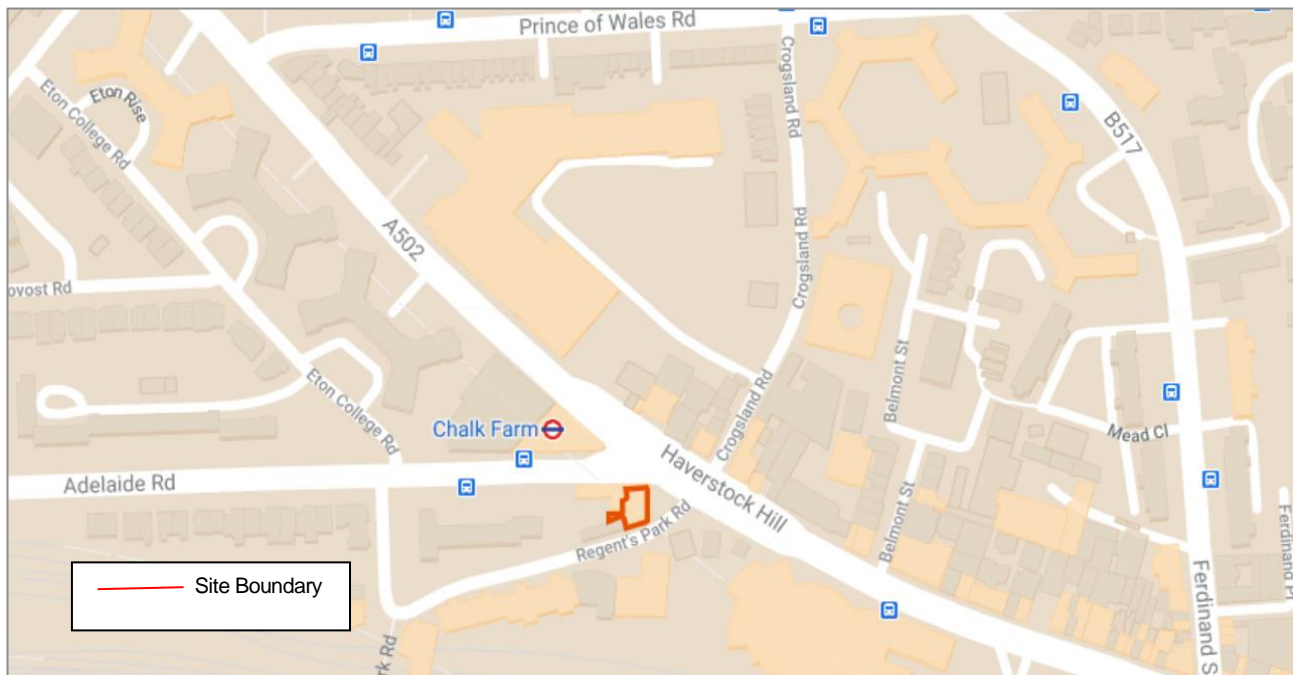 Prince of Wales Rd
Eton Rise
Eton College Rd
Crogsland Rd
B517
A502
Crogsland Rd
ovost Rd
Belmont St
Eton College Rd
Crogsland Rd
Chalk Farm
Mead Cl
Haverstock Hill
Adelaide Rd
Belmont St
Regent's Park Rd
Ferdinand Pl
Ferdinand S
Site Boundary
rk Rd